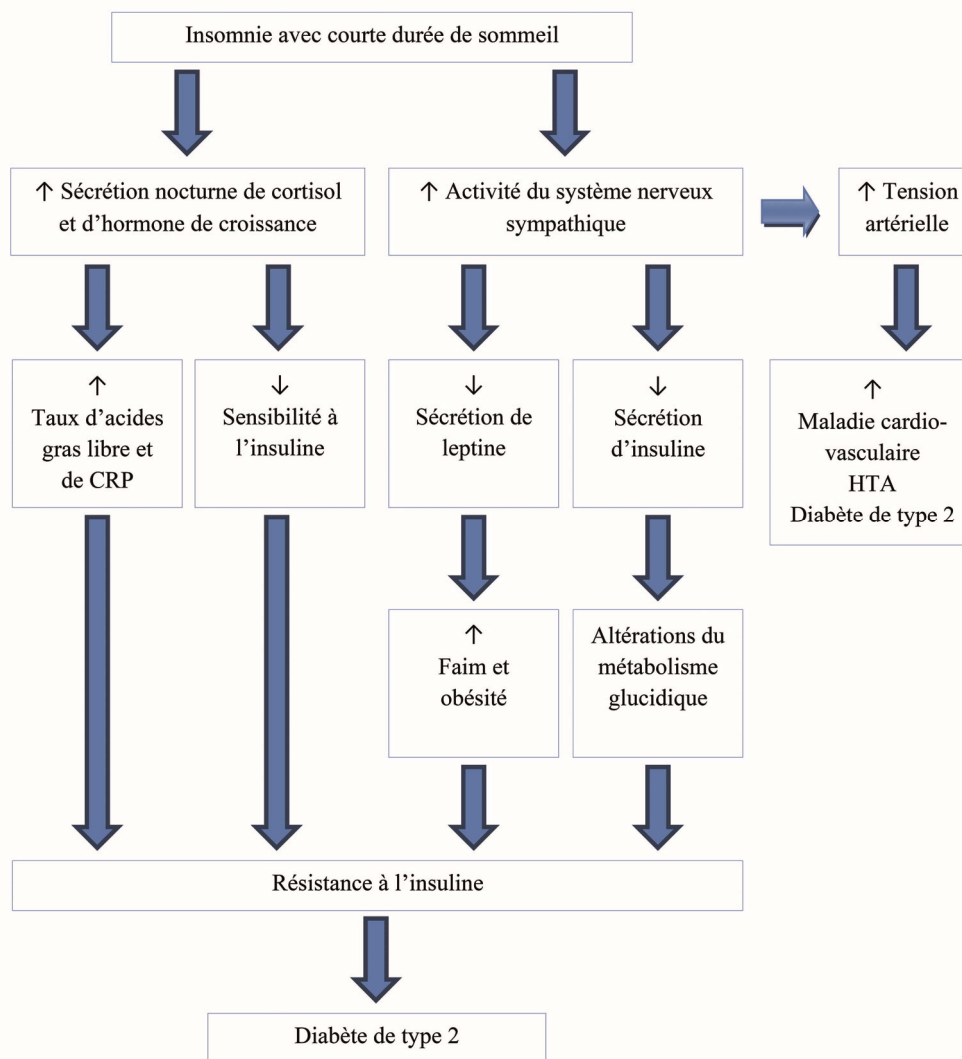 Insomnie avec courte durée de sommeil
↑ Sécrétion nocturne de cortisol
et d’hormone de croissance
↑ Activité du système nerveux
sympathique
↑ Tension
artérielle
↑
Taux d’acides
gras libre et
de CRP
↓
Sensibilité à
l’insuline
↓
Sécrétion de
leptine
↓
Sécrétion
d’insuline
↑
Maladie cardio-
vasculaire
HTA
Diabète de type 2
↑
Faim et
obésité
Altérations du
métabolisme
glucidique
Résistance à l’insuline
Diabète de type 2